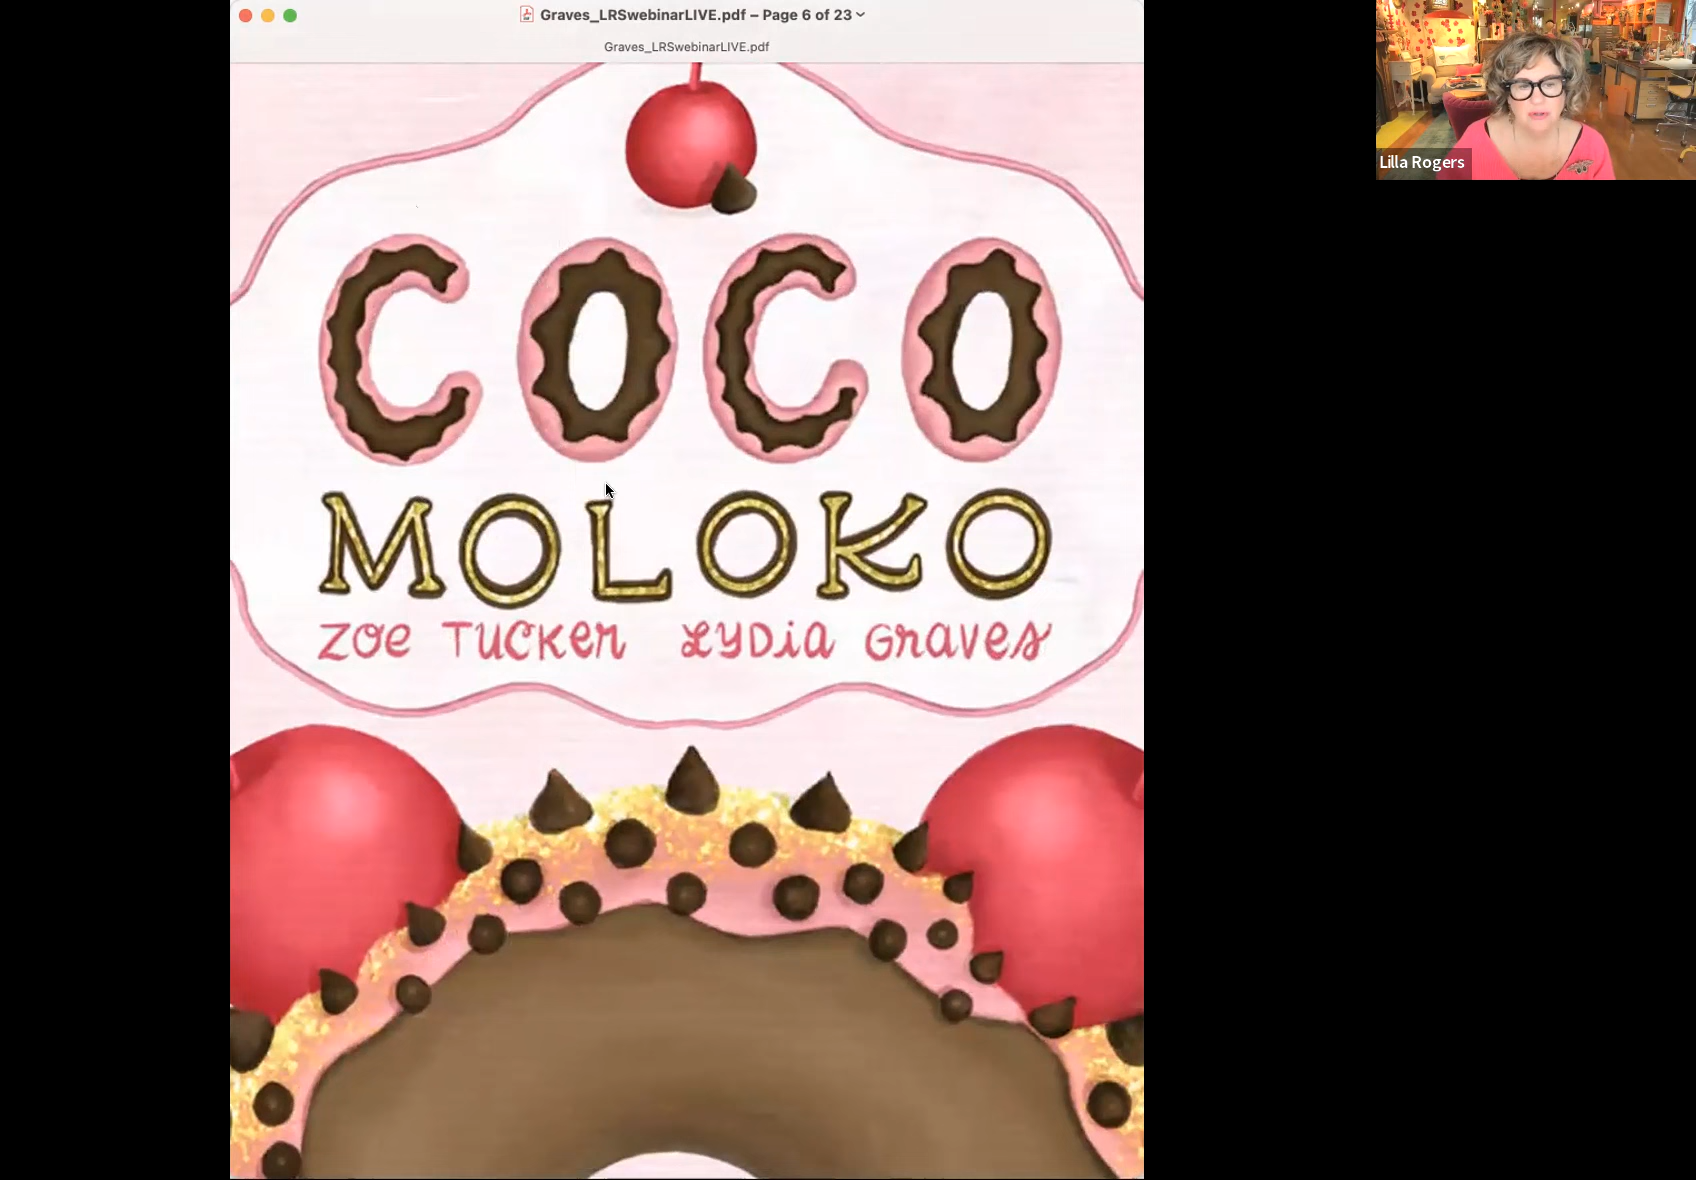 Graves_LRSwebinarLIVE.pdf – Page 6 of 23
Graves_LRSwebinarLIVE.pdf
Lilla Rogers
COCO
MOLOKO
ZOE TUCKER LYDIA GRAVES